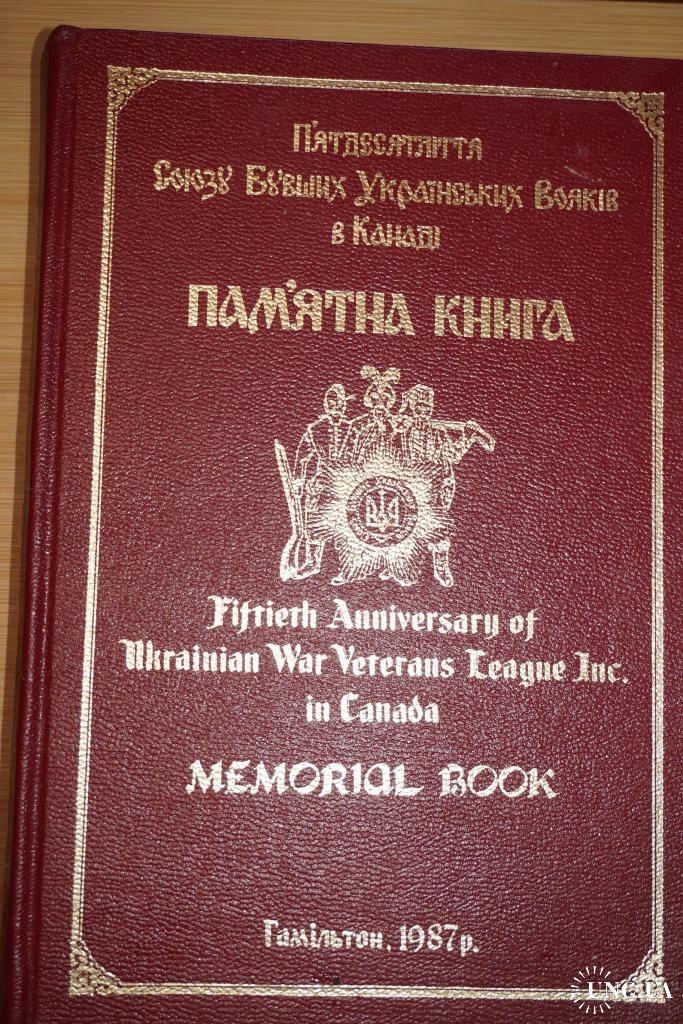 П'ятдесятліття
Союзу Бувших Українських Вояків
в Канаді
ПАМ'ЯТНА КНИГА
Fiftieth Anniversary of
Ukrainian War Veterans League Inc.
in Canada
MEMORIAL BOOK
Гамільтон, 1987р.
UNC.UA